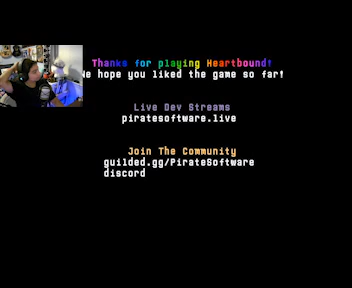 Thanks for playing Heartbound!
We hope you liked the game so far!
Live Dev Streams
piratesoftware.live
Join The Community
guilded.gg/PirateSoftware
discord